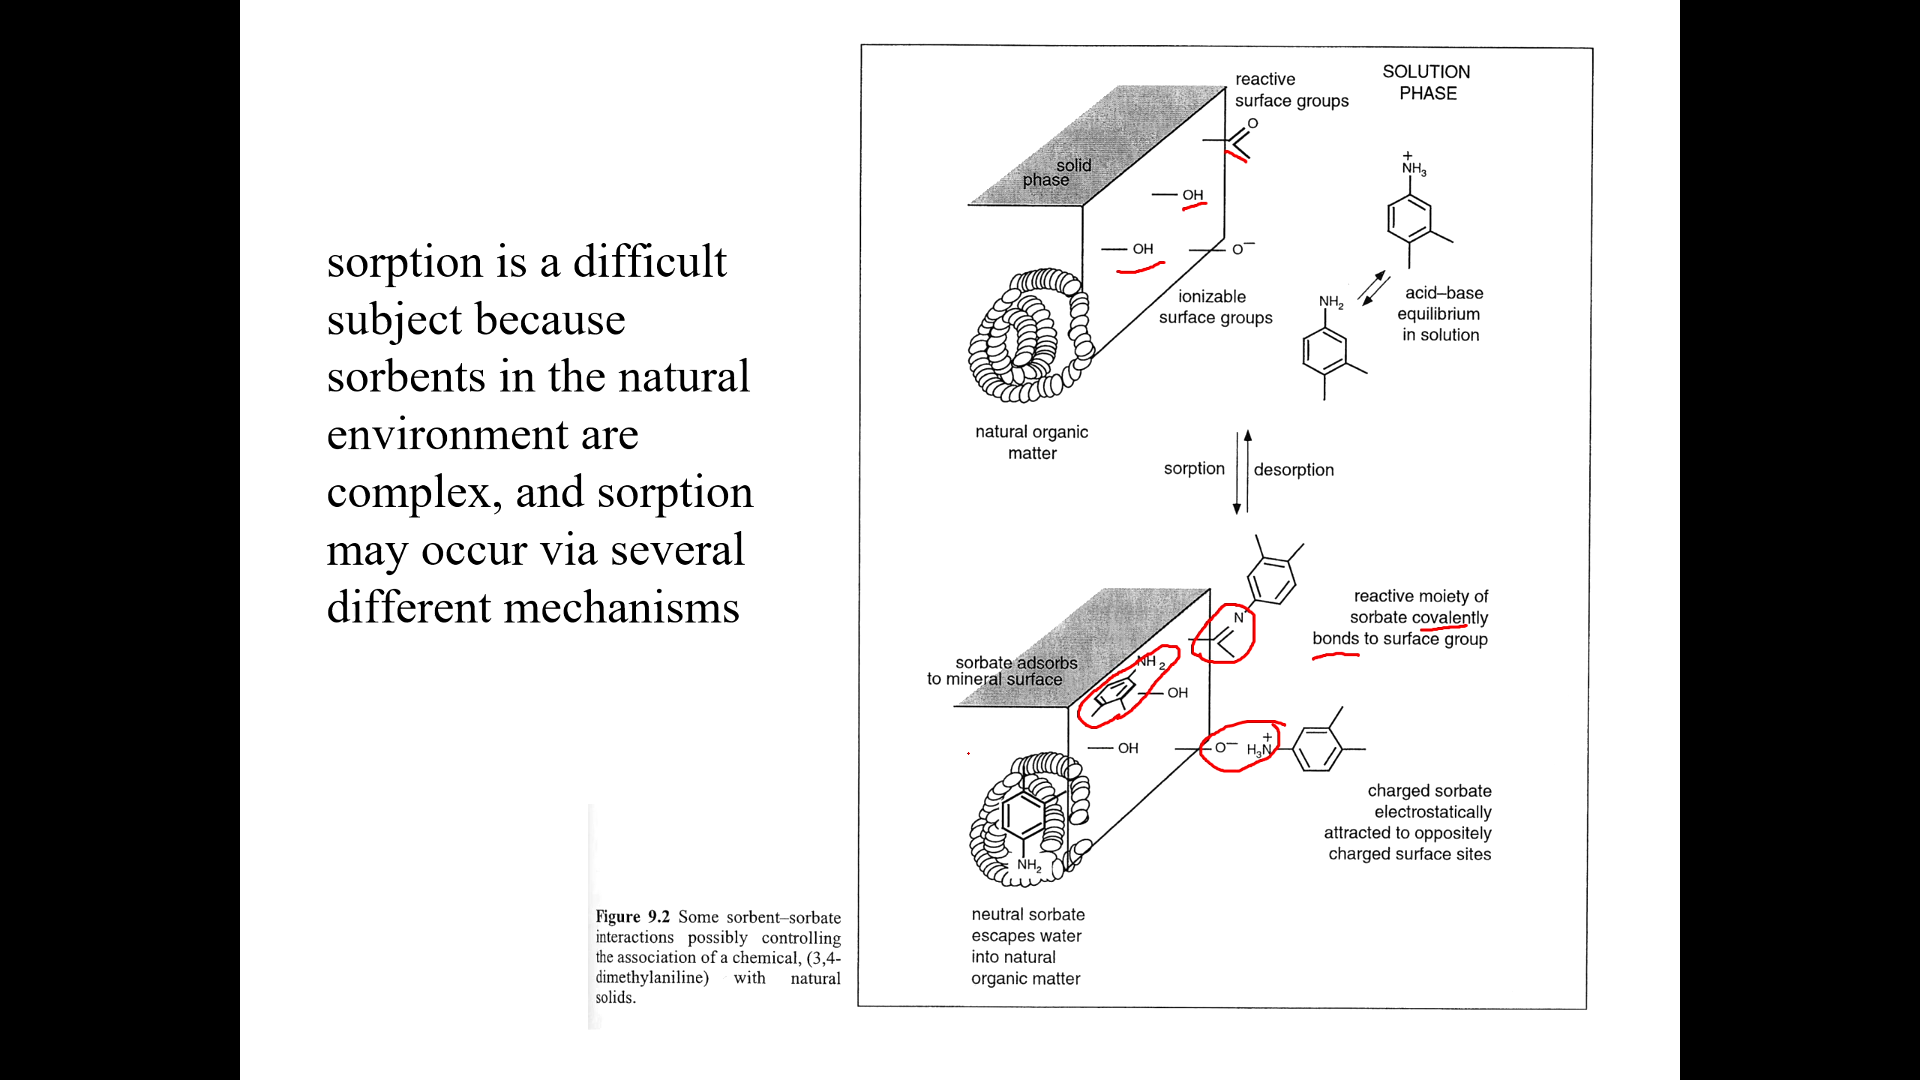 sorption is a difficult
subject because
sorbents in the natural
environment are
complex, and sorption
may occur via several
different mechanisms
Figure 9.2 Some sorbent–sorbate
interactions possibly controlling
the association of a chemical, (3,4-
dimethylaniline) with natural
solids.
reactive
surface groups
SOLUTION
PHASE
O
solid
phase
OH
OH
O−
+
NH3
ionizable
surface groups
NH2
acid–base
equilibrium
in solution
natural organic
matter
sorption
desorption
N
reactive moiety of
sorbate covalently
bonds to surface group
sorbate adsorbs
to mineral surface
NH2
OH
OH
O−
+
H3N
charged sorbate
electrostatically
attracted to oppositely
charged surface sites
NH2
neutral sorbate
escapes water
into natural
organic matter